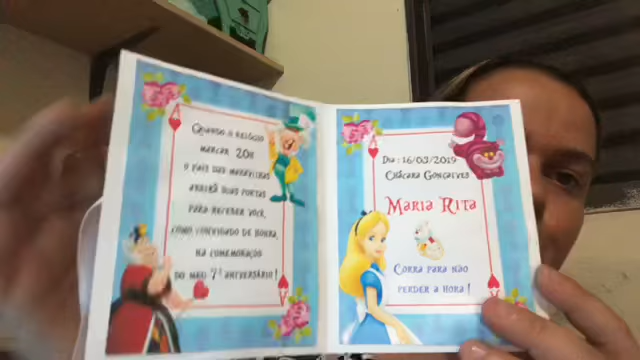 Quando o relógio
marcar 20h
o país das maravilhas
abrirá suas portas
para receber você,
como convidado de honra,
na comemoração
do meu 7º aniversário!
Dia: 16/03/2019
Chácara Gonçalves
Maria Rita
Corra para não
perder a hora!